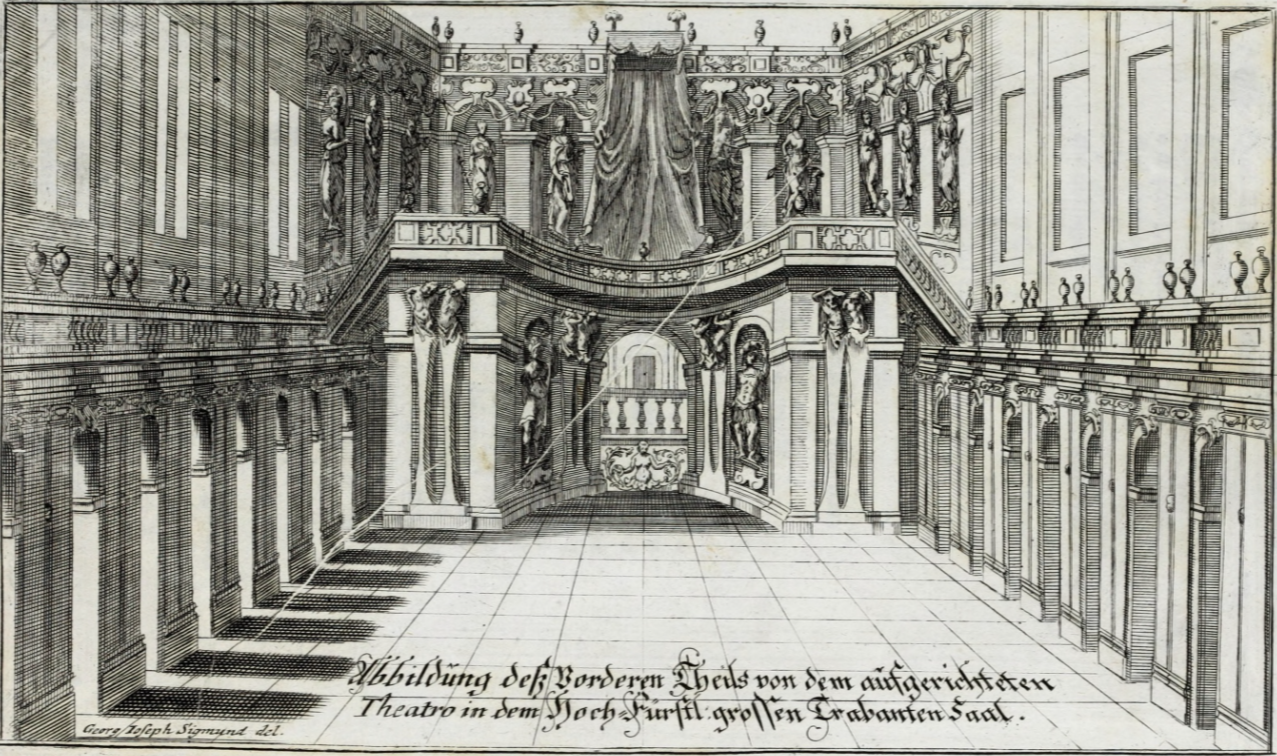 Abbildung deß Vorderen Theils von dem aufgerichteten
Theatro in dem Hoch-Fürstl: grossen Trabanten Saal.
Georg Joseph Sigmund del.